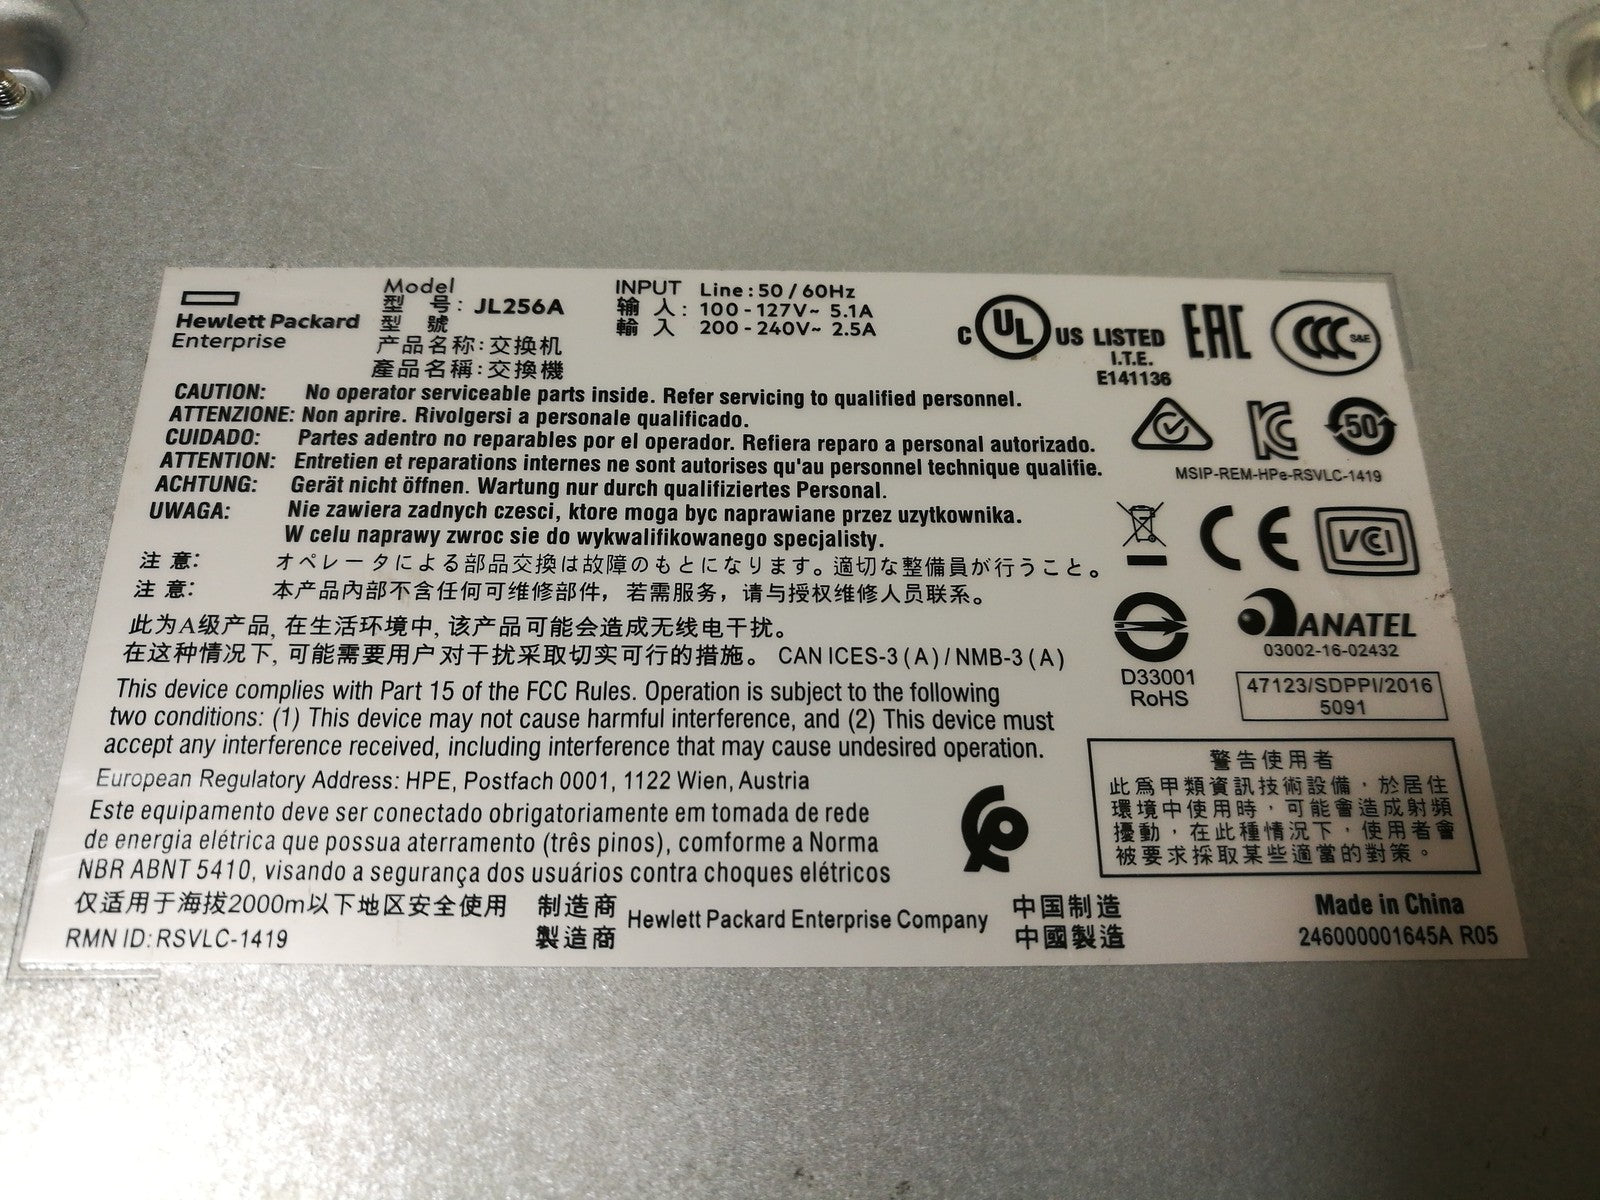 Hewlett Packard
Enterprise
Model
型 号: JL256A
型 號
产品名称:交换机
產品名稱:交換機
INPUT Line:50/60Hz
输 入: 100-127V~ 5.1A
輸 入 200-240V~ 2.5A
C UL US LISTED
I.T.E.
E141136
EAC
CCC S&E
CAUTION: No operator serviceable parts inside. Refer servicing to qualified personnel.
ATTENZIONE: Non aprire. Rivolgersi a personale qualificado.
CUIDADO: Partes adentro no reparables por el operador. Refiera reparo a personal autorizado.
ATTENTION: Entretien et reparations internes ne sont autorises qu'au personnel technique qualifie.
ACHTUNG: Gerät nicht öffnen. Wartung nur durch qualifiziertes Personal.
UWAGA: Nie zawiera zadnych czesci, ktore moga byc naprawiane przez uzytkownika.
W celu naprawy zwroc sie do wykwalifikowanego specjalisty.
注 意: オペレータによる部品交換は故障のもとになります。適切な整備員が行うこと。
注 意: 本产品内部不含任何可维修部件，若需服务，请与授权维修人员联系。
此为A级产品, 在生活环境中, 该产品可能会造成无线电干扰。
在这种情况下, 可能需要用户对干扰采取切实可行的措施。 CAN ICES-3 (A) / NMB-3 (A)
This device complies with Part 15 of the FCC Rules. Operation is subject to the following
two conditions: (1) This device may not cause harmful interference, and (2) This device must
accept any interference received, including interference that may cause undesired operation.
European Regulatory Address: HPE, Postfach 0001, 1122 Wien, Austria
Este equipamento deve ser conectado obrigatoriamente em tomada de rede
de energia elétrica que possua aterramento (três pinos), comforme a Norma
NBR ABNT 5410, visando a segurança dos usuários contra choques elétricos
仅适用于海拔2000m以下地区安全使用
RMN ID: RSVLC-1419
制造商
製造商
Hewlett Packard Enterprise Company
中国制造
中國製造
KC
50
MSIP-REM-HPe-RSVLC-1419
CE
VCCI
D33001
RoHS
ANATEL
03002-16-02432
47123/SDPPI/2016
5091
警告使用者
此為甲類資訊技術設備，於居住
環境中使用時，可能會造成射頻
擾動，在此種情況下，使用者會
被要求採取某些適當的對策。
Made in China
246000001645A R05